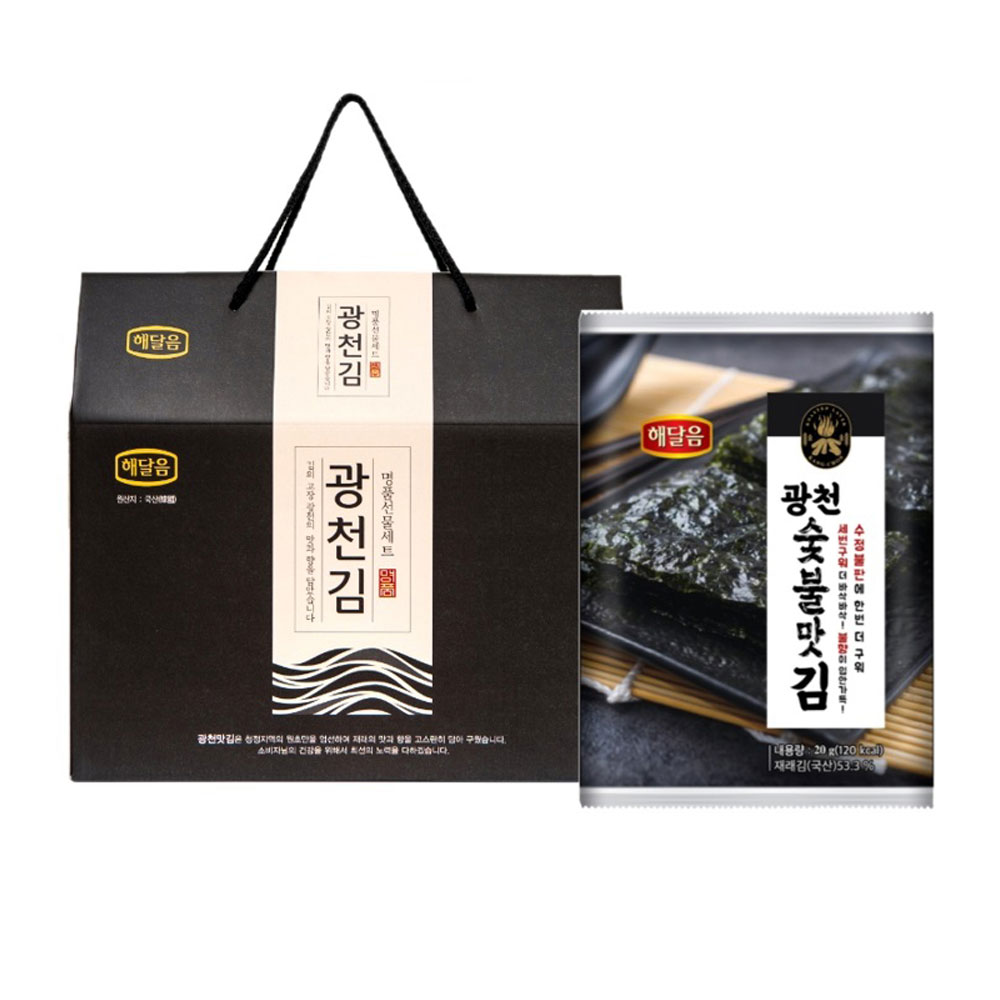 해달음
광천김
명품선물세트
해달음
원산지 : 국산(韓國)
광천김
명품선물세트
김의 고장 광천의 맛과 향을 담았습니다
명품
광천맛김은 청정지역의 원초만을 엄선하여 재래의 맛과 향을 고스란히 담아 구웠습니다.
소비자님의 건강을 위해서 최선의 노력을 다하겠습니다.
해달음
광천
숯불맛김
수정불판에 한번 더 구워
세번구워 더 바삭바삭! 불향이 입안가득!
내용량 : 20 g(120 kcal)
재래김(국산)53.3 %